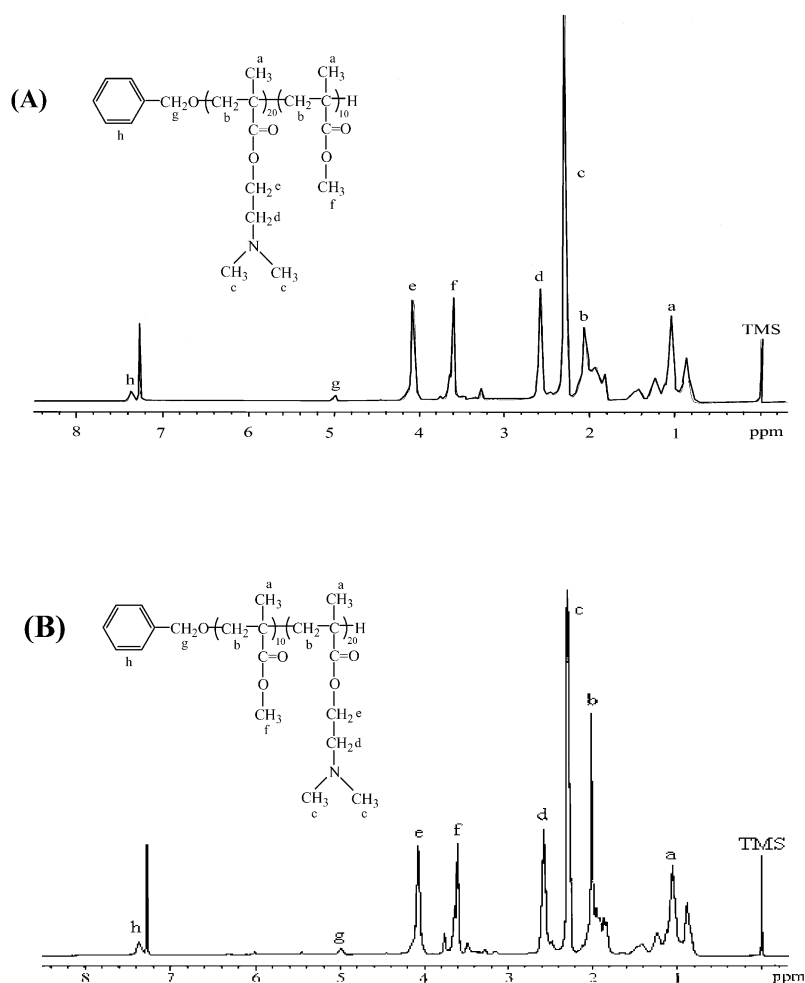 (A)
a
a
CH3
CH3
CH2O
CH2
C
20
CH2
C
10
H
g
b
b
h
C=O
C=O
O
O
CH2
e
CH3
CH2
d
f
N
CH3
CH3
c
c
c
e
f
d
b
a
TMS
h
g
8
7
6
5
4
3
2
1
ppm
a
a
(B)
CH3
CH3
CH2O
CH2
C
10
CH2
C
20
H
g
b
b
h
C=O
C=O
O
O
CH3
CH2
e
f
CH2
d
N
CH3
CH3
c
c
c
b
e
f
d
a
TMS
h
g
8
7
6
5
4
3
2
1
ppm